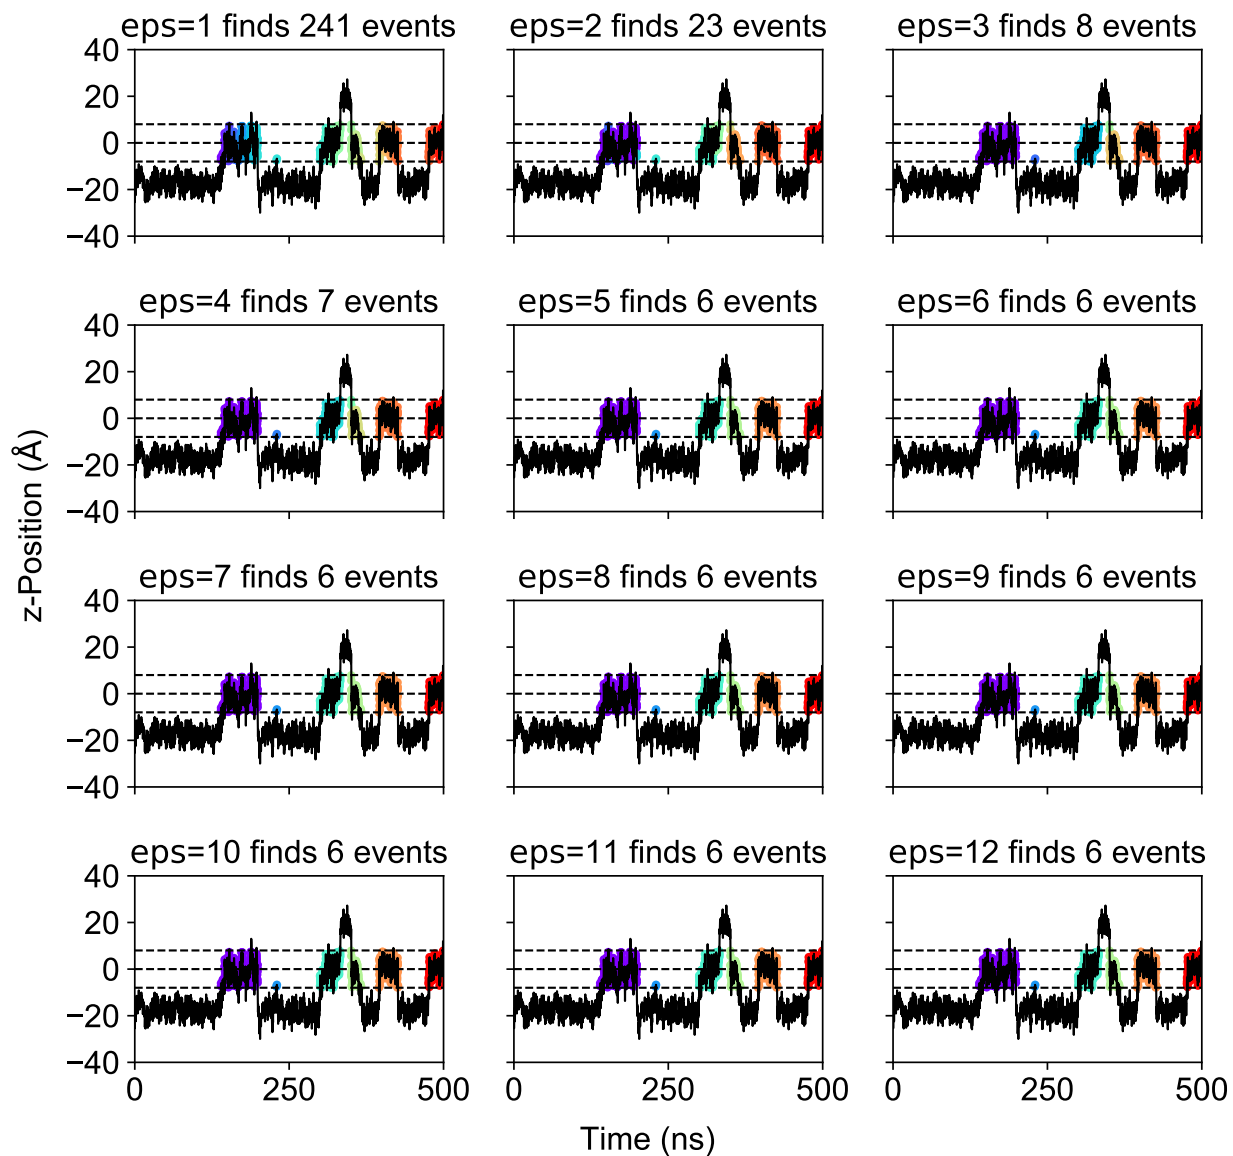 eps=1 finds 241 events
eps=2 finds 23 events
eps=3 finds 8 events
40
20
0
−20
−40
eps=4 finds 7 events
eps=5 finds 6 events
eps=6 finds 6 events
40
20
0
−20
−40
z-Position (Å)
eps=7 finds 6 events
eps=8 finds 6 events
eps=9 finds 6 events
40
20
0
−20
−40
eps=10 finds 6 events
eps=11 finds 6 events
eps=12 finds 6 events
40
20
0
−20
−40
0 250 500
0 250 500
0 250 500
Time (ns)